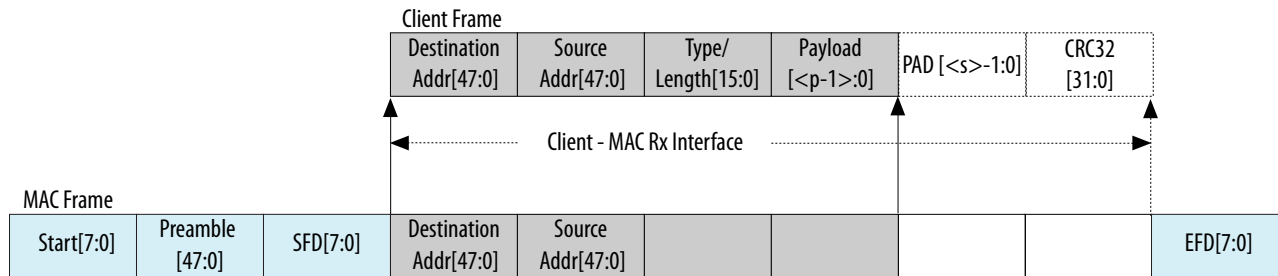 Client Frame
Destination
Addr[47:0]
Source
Addr[47:0]
Type/
Length[15:0]
Payload
[<p-1>:0]
PAD [<s>-1:0]
CRC32
[31:0]
Client - MAC Rx Interface
MAC Frame
Start[7:0]
Preamble
[47:0]
SFD[7:0]
Destination
Addr[47:0]
Source
Addr[47:0]
EFD[7:0]